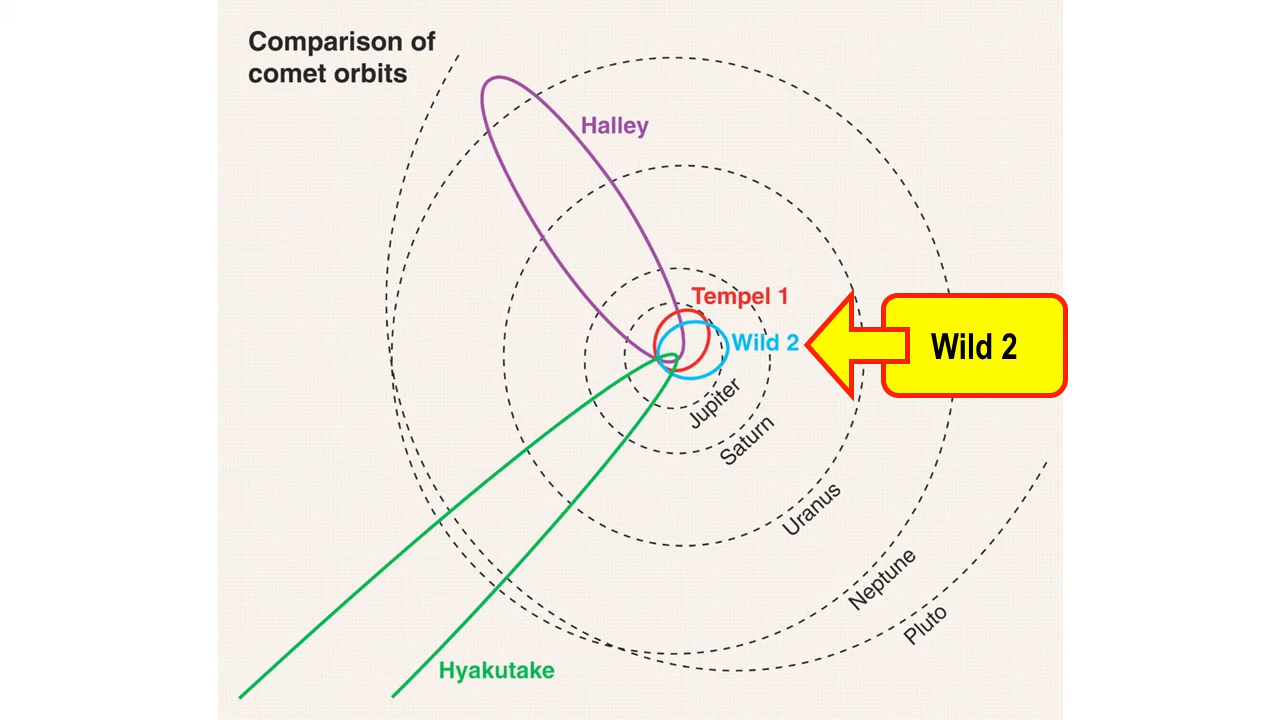 Comparison of
comet orbits
Halley
Tempel 1
Wild 2
Wild 2
Jupiter
Saturn
Uranus
Neptune
Pluto
Hyakutake